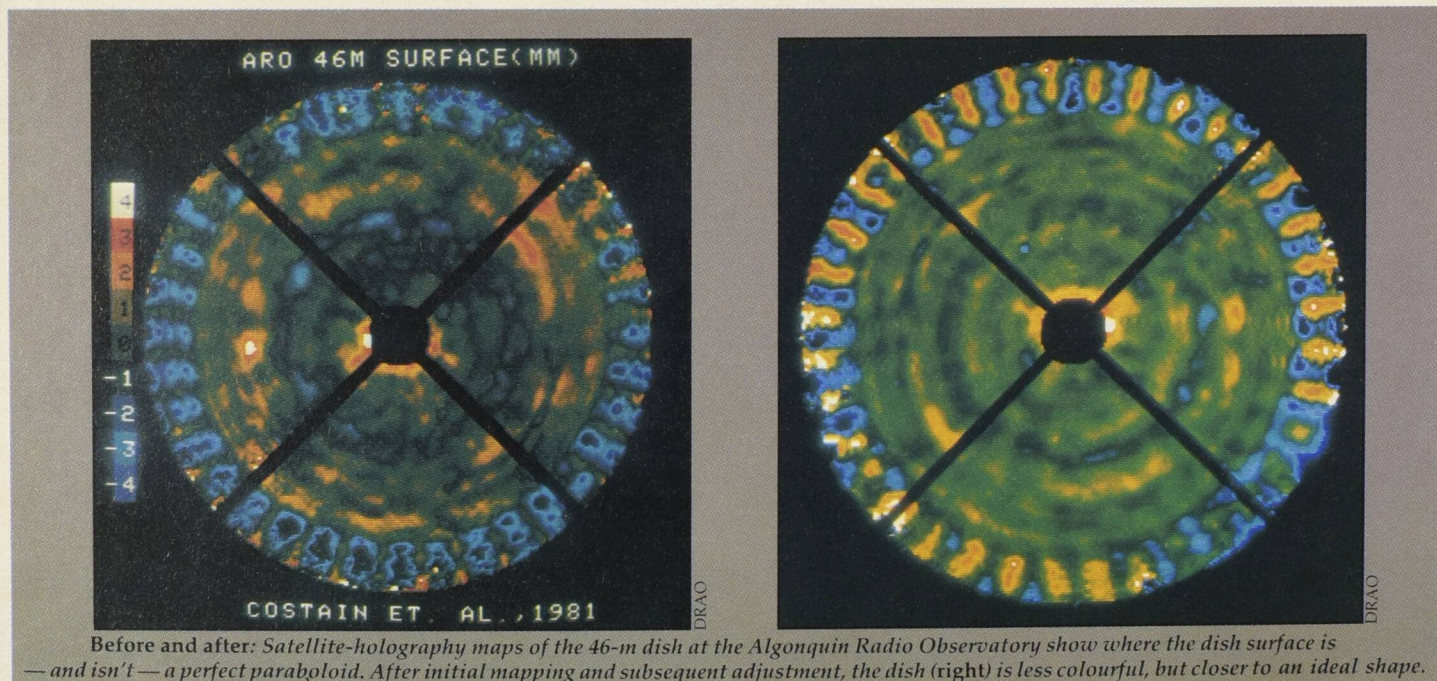 ARO 46M SURFACE(MM)
4
3
2
1
0
-1
-2
-3
-4
COSTAIN ET. AL.,1981
DRAO
DRAO
Before and after: Satellite-holography maps of the 46-m dish at the Algonquin Radio Observatory show where the dish surface is
— and isn't — a perfect paraboloid. After initial mapping and subsequent adjustment, the dish (right) is less colourful, but closer to an ideal shape.